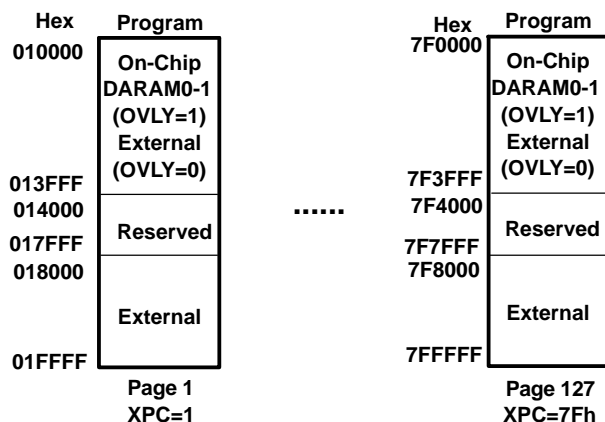 Hex Program
010000
On-Chip
DARAM0-1
(OVLY=1)
External
(OVLY=0)
013FFF
014000
Reserved
017FFF
018000
External
01FFFF
Page 1
XPC=1
......
Hex Program
7F0000
On-Chip
DARAM0-1
(OVLY=1)
External
(OVLY=0)
7F3FFF
7F4000
Reserved
7F7FFF
7F8000
External
7FFFFF
Page 127
XPC=7Fh